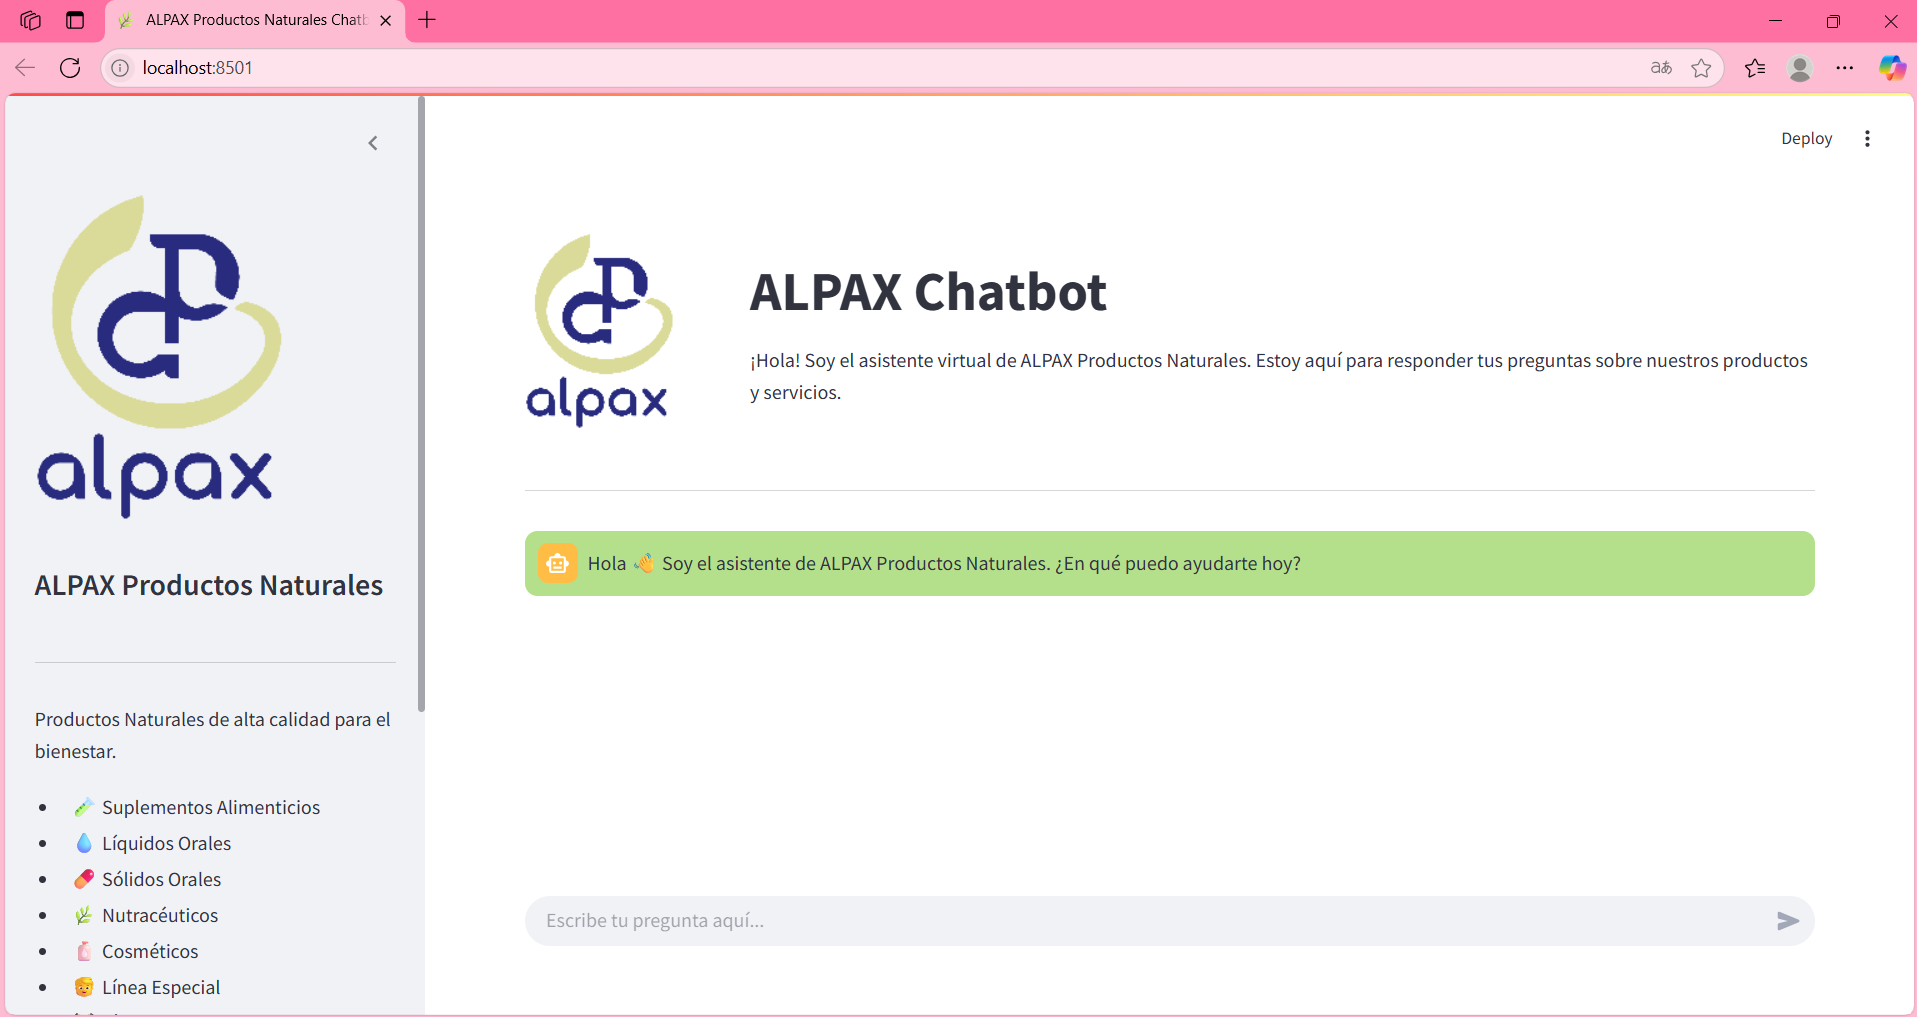 ALPAX Productos Naturales Chatb
localhost:8501
aあ
Deploy
alpax
ALPAX Productos Naturales
Productos Naturales de alta calidad para el
bienestar.
Suplementos Alimenticios
Líquidos Orales
Sólidos Orales
Nutracéuticos
Cosméticos
Línea Especial
alpax
ALPAX Chatbot
¡Hola! Soy el asistente virtual de ALPAX Productos Naturales. Estoy aquí para responder tus preguntas sobre nuestros productos
y servicios.
Hola 👋 Soy el asistente de ALPAX Productos Naturales. ¿En qué puedo ayudarte hoy?
Escribe tu pregunta aquí...